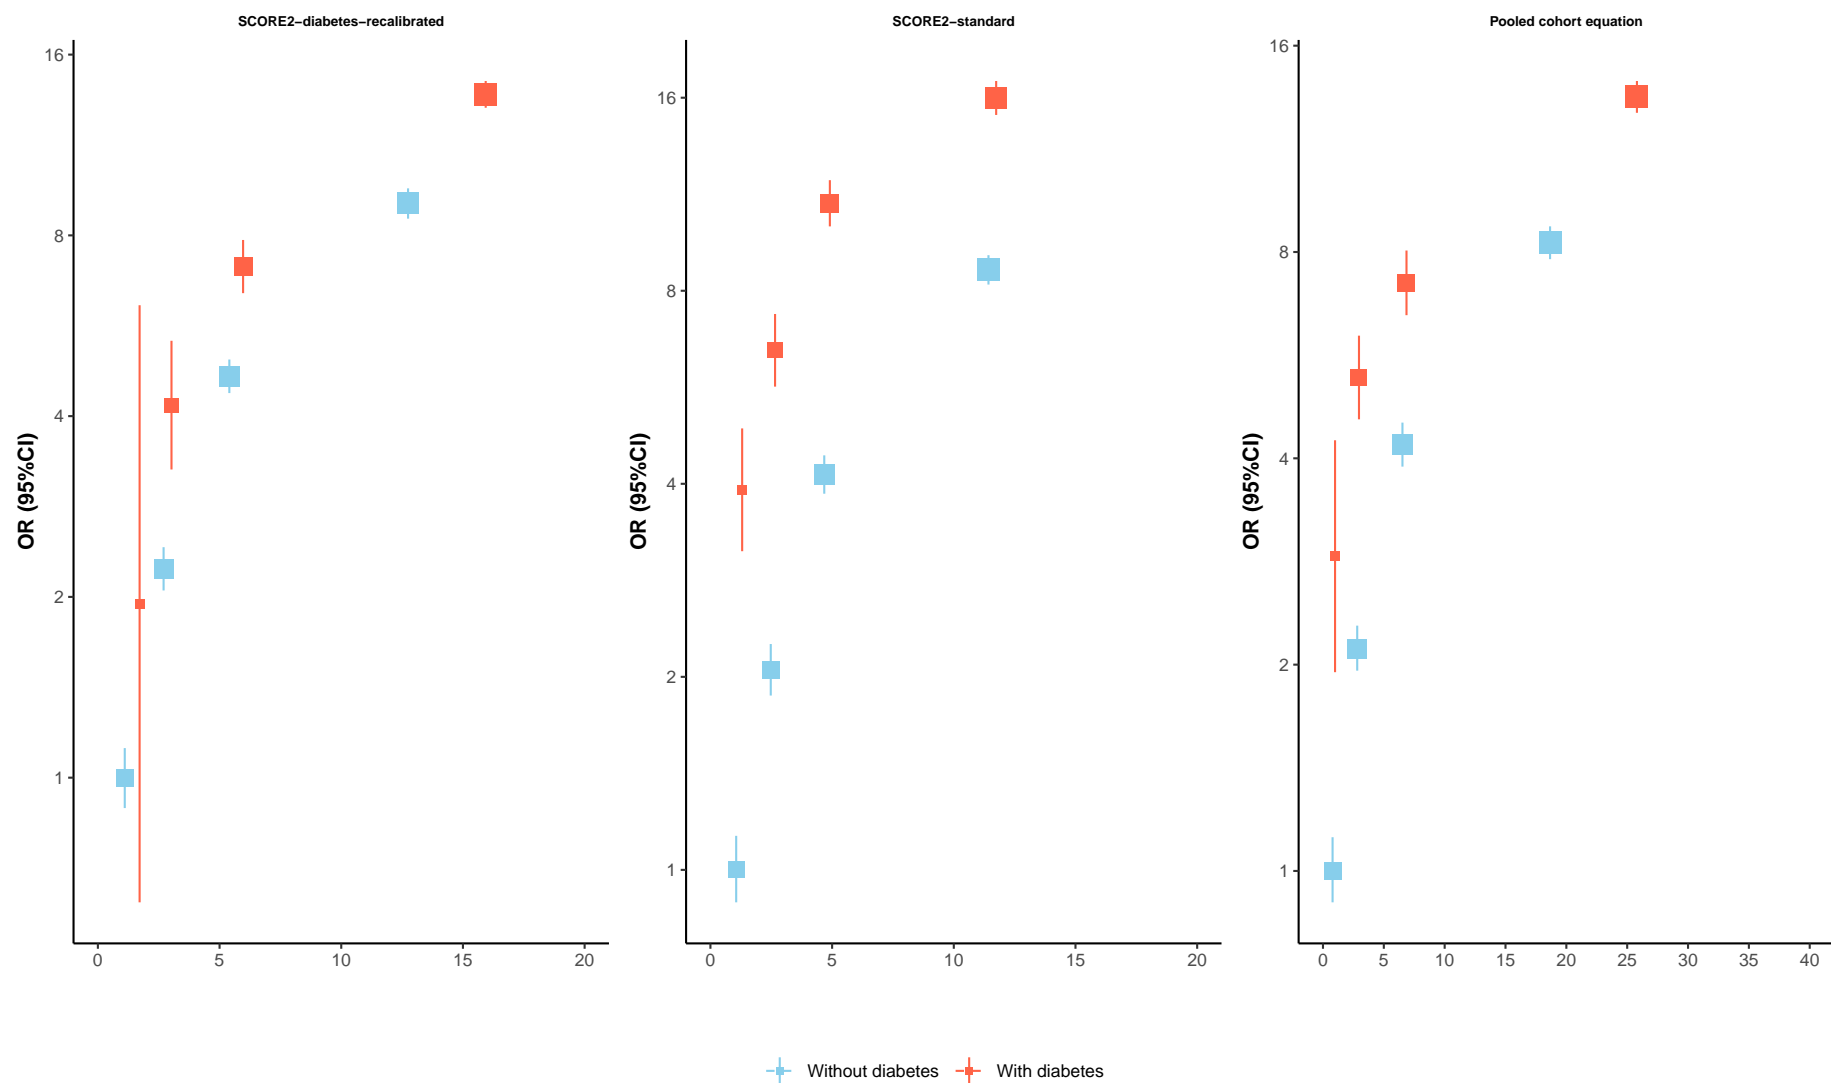 SCORE2–diabetes–recalibrated
OR (95%CI)
16
8
4
2
1
0 5 10 15 20
SCORE2–standard
OR (95%CI)
16
8
4
2
1
0 5 10 15 20
Pooled cohort equation
OR (95%CI)
16
8
4
2
1
0 5 10 15 20 25 30 35 40
Without diabetes With diabetes